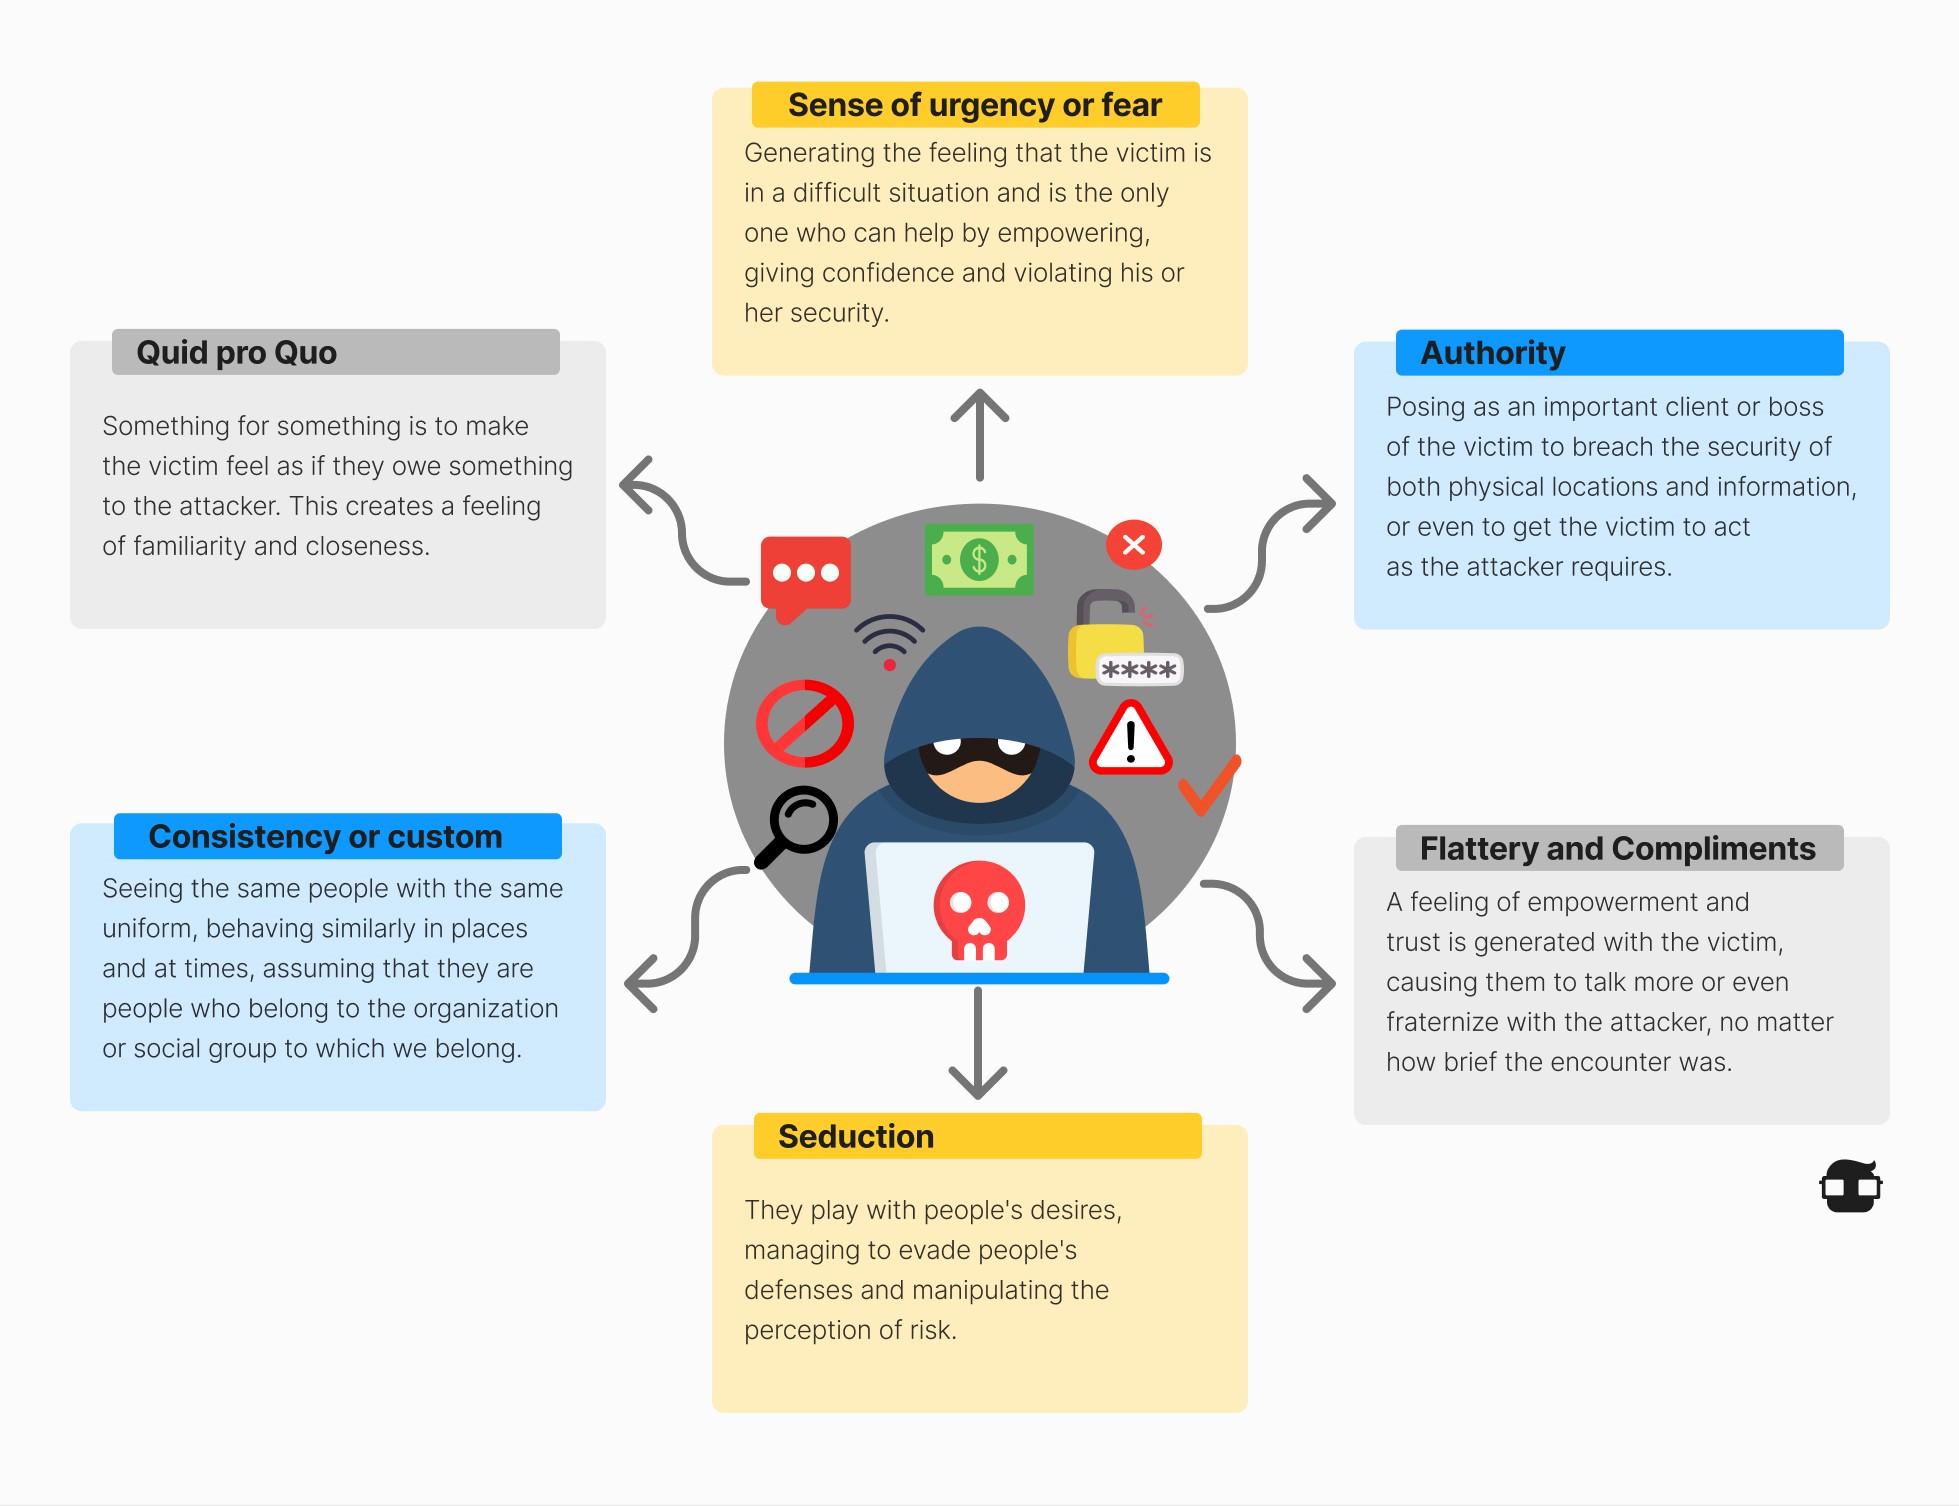 Sense of urgency or fear
Generating the feeling that the victim is
in a difficult situation and is the only
one who can help by empowering,
giving confidence and violating his or
her security.
Quid pro Quo
Something for something is to make
the victim feel as if they owe something
to the attacker. This creates a feeling
of familiarity and closeness.
Authority
Posing as an important client or boss
of the victim to breach the security of
both physical locations and information,
or even to get the victim to act
as the attacker requires.
$
****
!
Consistency or custom
Seeing the same people with the same
uniform, behaving similarly in places
and at times, assuming that they are
people who belong to the organization
or social group to which we belong.
Flattery and Compliments
A feeling of empowerment and
trust is generated with the victim,
causing them to talk more or even
fraternize with the attacker, no matter
how brief the encounter was.
Seduction
They play with people's desires,
managing to evade people's
defenses and manipulating the
perception of risk.